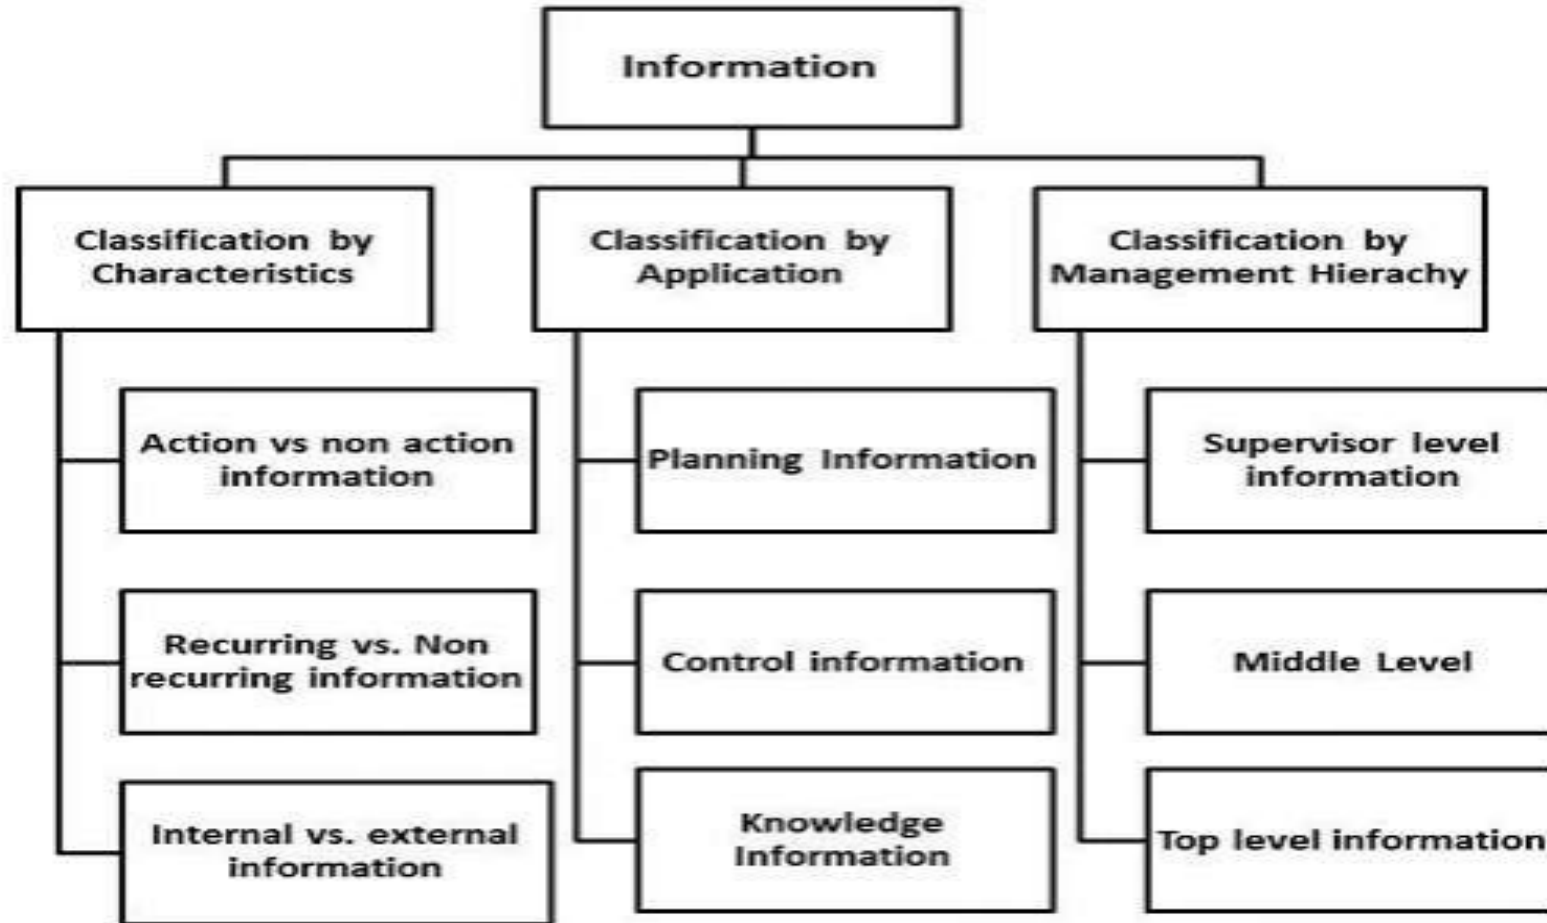 Information
Classification by
Characteristics
Action vs non action
information
Recurring vs. Non
recurring information
Internal vs. external
information
Classification by
Application
Planning Information
Control information
Knowledge
Information
Classification by
Management Hierachy
Supervisor level
information
Middle Level
Top level information